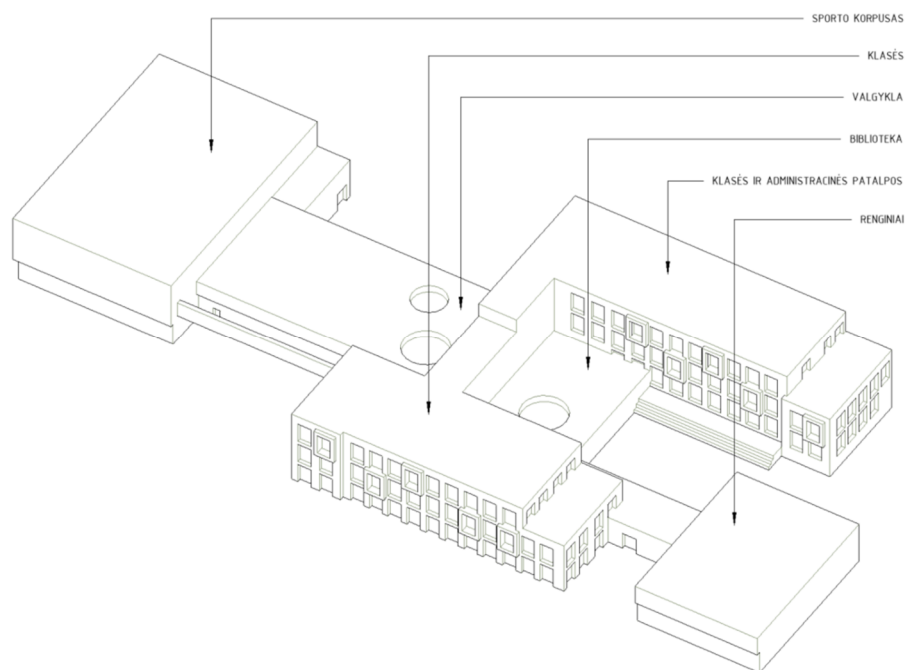 SPORTO KORPUSAS
KLASĖS
VALGYKLA
BIBLIOTEKA
KLASĖS IR ADMINISTRACINĖS PATALPOS
RENGINIAI